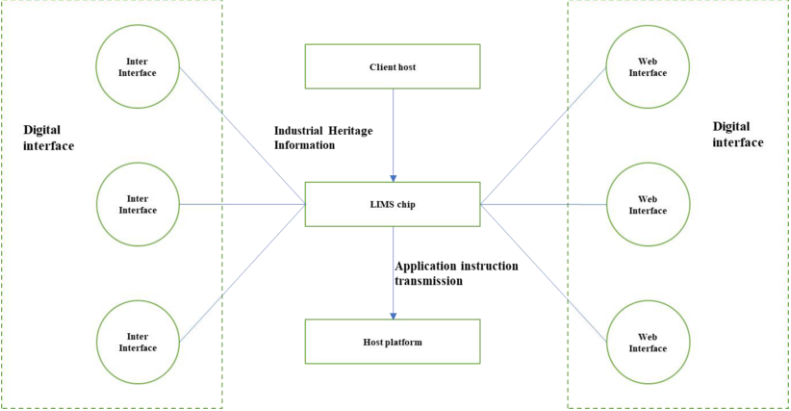 Digital
interface
Inter
Interface
Inter
Interface
Inter
Interface
Client host
Industrial Heritage
Information
LIMS chip
Application instruction
transmission
Host platform
Web
Interface
Web
Interface
Web
Interface
Digital
interface